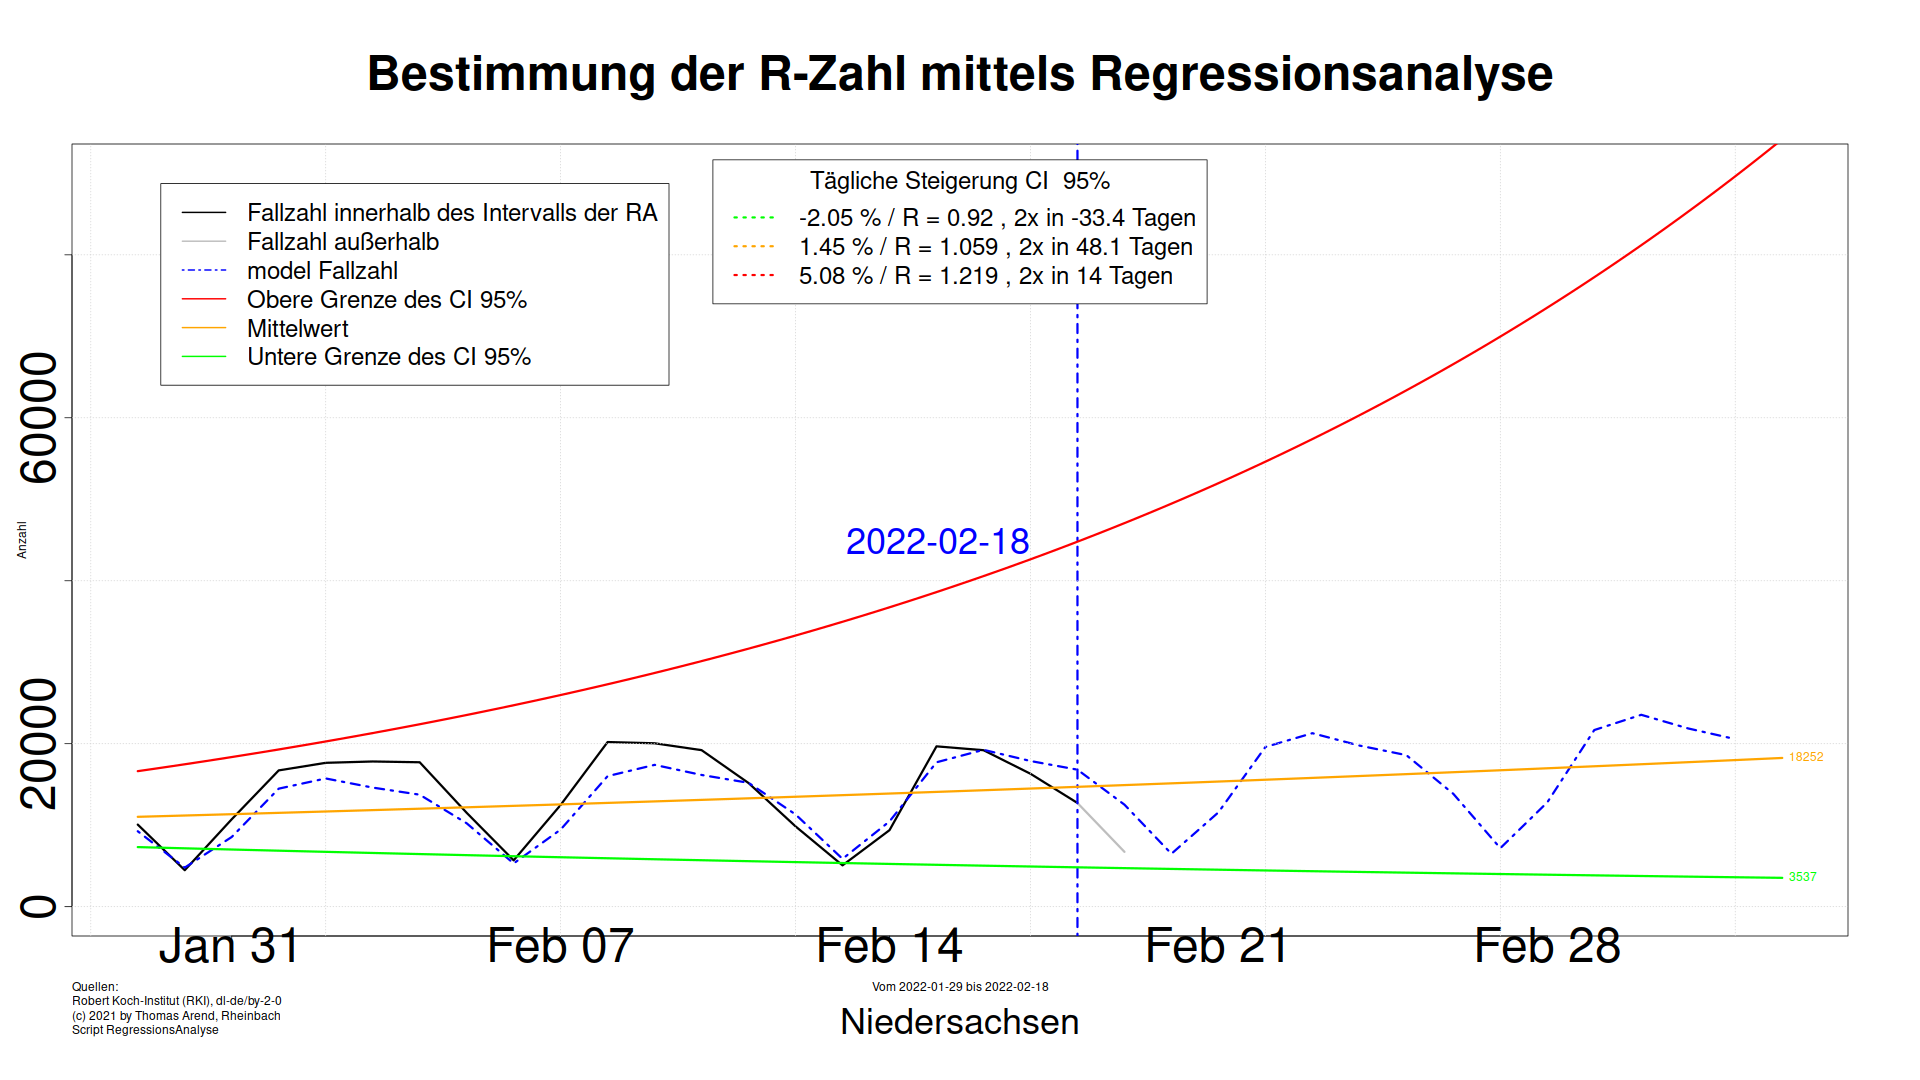 Bestimmung der R-Zahl mittels Regressionsanalyse
Fallzahl innerhalb des Intervalls der RA
Fallzahl außerhalb
model Fallzahl
Obere Grenze des CI 95%
Mittelwert
Untere Grenze des CI 95%
Tägliche Steigerung CI  95%
-2.05 % / R = 0.92 , 2x in -33.4 Tagen
1.45 % / R = 1.059 , 2x in 48.1 Tagen
5.08 % / R = 1.219 , 2x in 14 Tagen
60000
20000
0
Anzahl
2022-02-18
18252
3537
Jan 31
Feb 07
Feb 14
Feb 21
Feb 28
Quellen:
Robert Koch-Institut (RKI), dl-de/by-2-0
(c) 2021 by Thomas Arend, Rheinbach
Script RegressionsAnalyse
Vom 2022-01-29 bis 2022-02-18
Niedersachsen